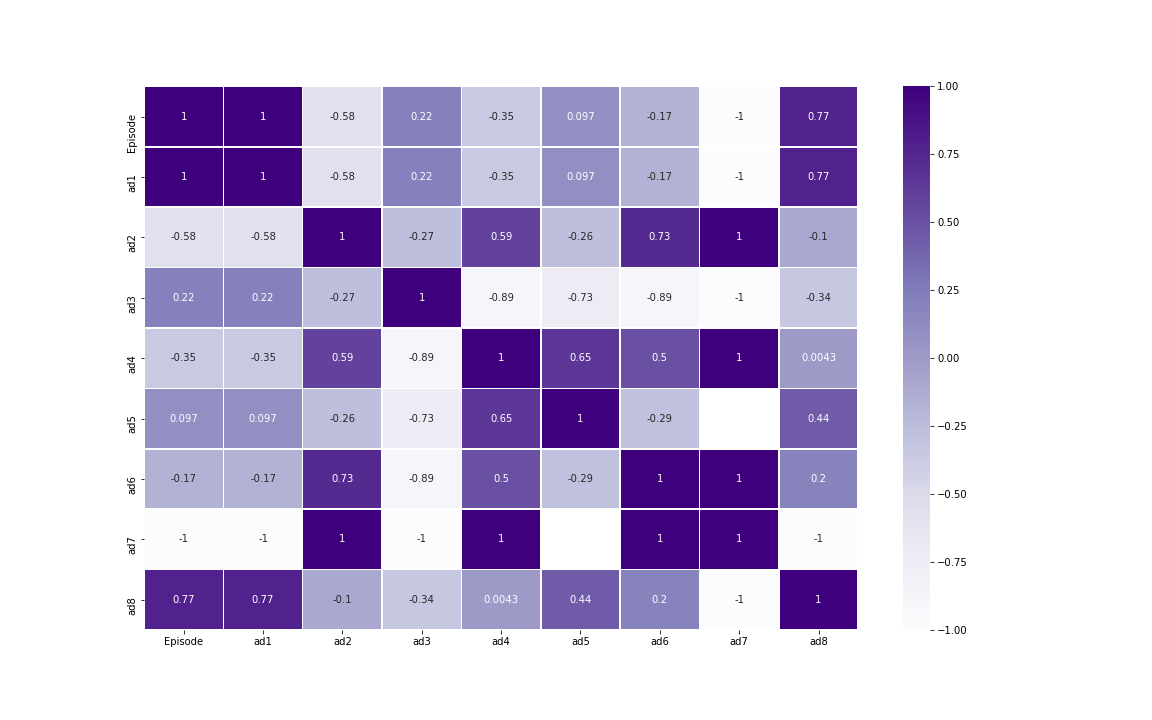 Episode 1 1 -0.58 0.22 -0.35 0.097 -0.17 -1 0.77
ad1 1 1 -0.58 0.22 -0.35 0.097 -0.17 -1 0.77
ad2 -0.58 -0.58 1 -0.27 0.59 -0.26 0.73 1 -0.1
ad3 0.22 0.22 -0.27 1 -0.89 -0.73 -0.89 -1 -0.34
ad4 -0.35 -0.35 0.59 -0.89 1 0.65 0.5 1 0.0043
ad5 0.097 0.097 -0.26 -0.73 0.65 1 -0.29 0.44
ad6 -0.17 -0.17 0.73 -0.89 0.5 -0.29 1 1 0.2
ad7 -1 -1 1 -1 1 1 1 -1
ad8 0.77 0.77 -0.1 -0.34 0.0043 0.44 0.2 -1 1
Episode ad1 ad2 ad3 ad4 ad5 ad6 ad7 ad8
1.00
0.75
0.50
0.25
0.00
−0.25
−0.50
−0.75
−1.00